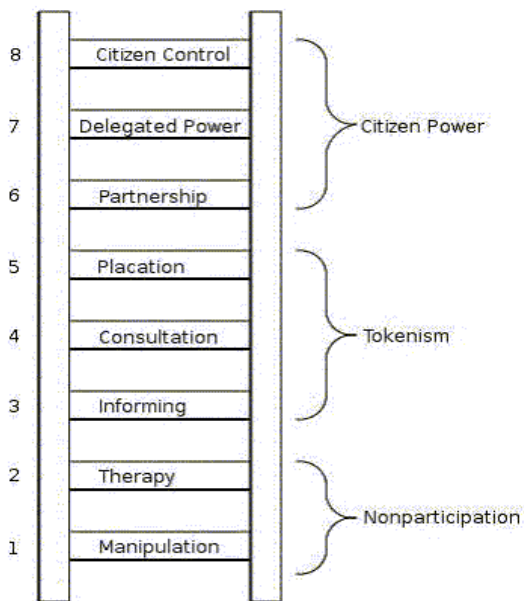 8 Citizen Control
7 Delegated Power
Citizen Power
6 Partnership
5 Placation
4 Consultation
Tokenism
3 Informing
2 Therapy
Nonparticipation
1 Manipulation